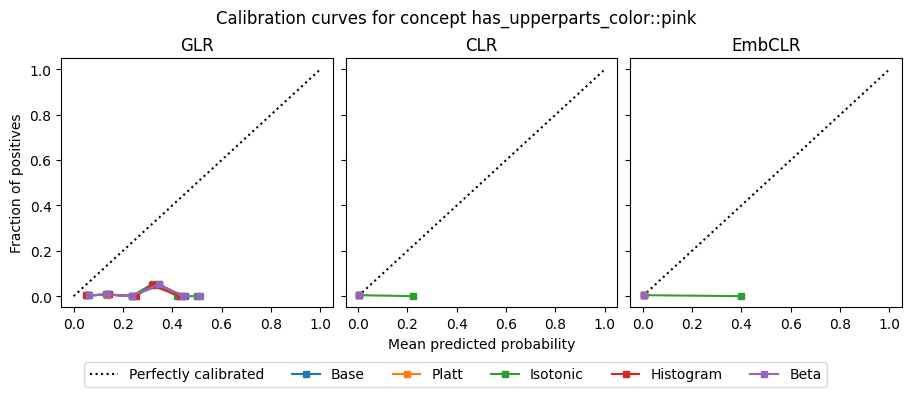 Calibration curves for concept has_upperparts_color::pink
GLR
CLR
EmbCLR
Fraction of positives
1.0
0.8
0.6
0.4
0.2
0.0
0.0 0.2 0.4 0.6 0.8 1.0
0.0 0.2 0.4 0.6 0.8 1.0
0.0 0.2 0.4 0.6 0.8 1.0
Mean predicted probability
Perfectly calibrated Base Platt Isotonic Histogram Beta